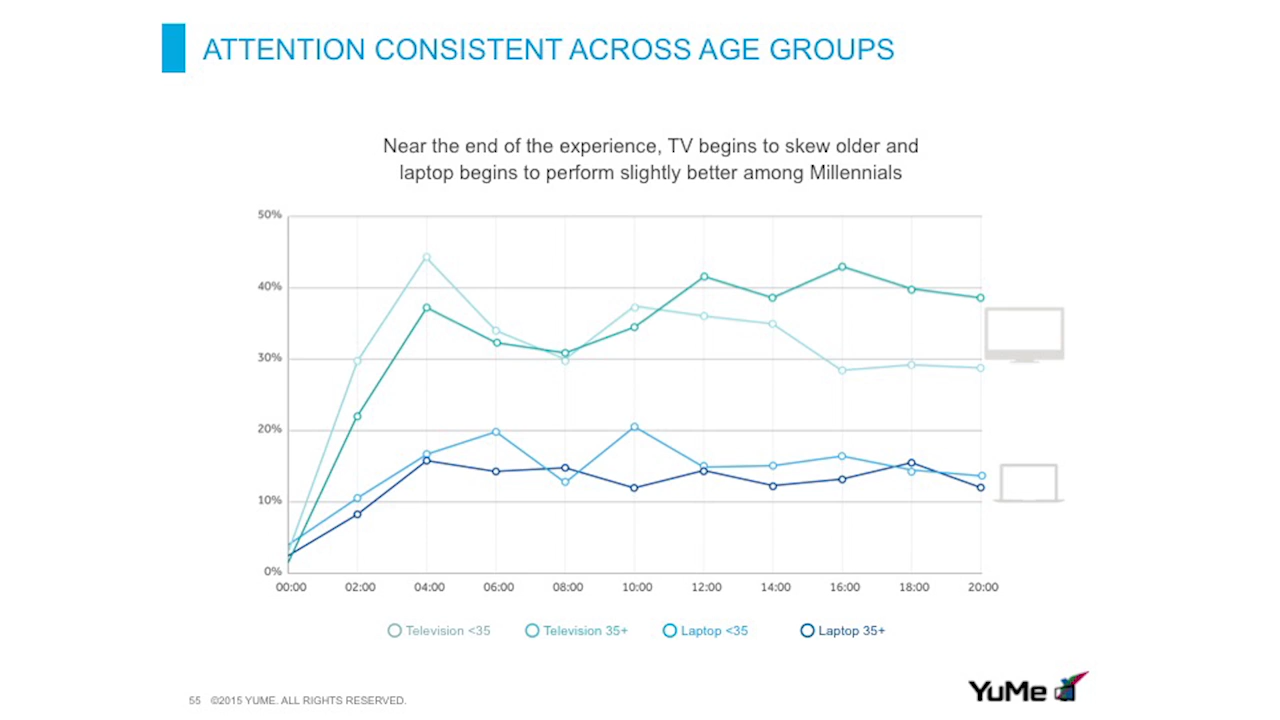 ATTENTION CONSISTENT ACROSS AGE GROUPS
Near the end of the experience, TV begins to skew older and
laptop begins to perform slightly better among Millennials
50%
40%
30%
20%
10%
0%
00:00 02:00 04:00 06:00 08:00 10:00 12:00 14:00 16:00 18:00 20:00
Television <35 Television 35+ Laptop <35 Laptop 35+
55 ©2015 YUME. ALL RIGHTS RESERVED.
YuMe